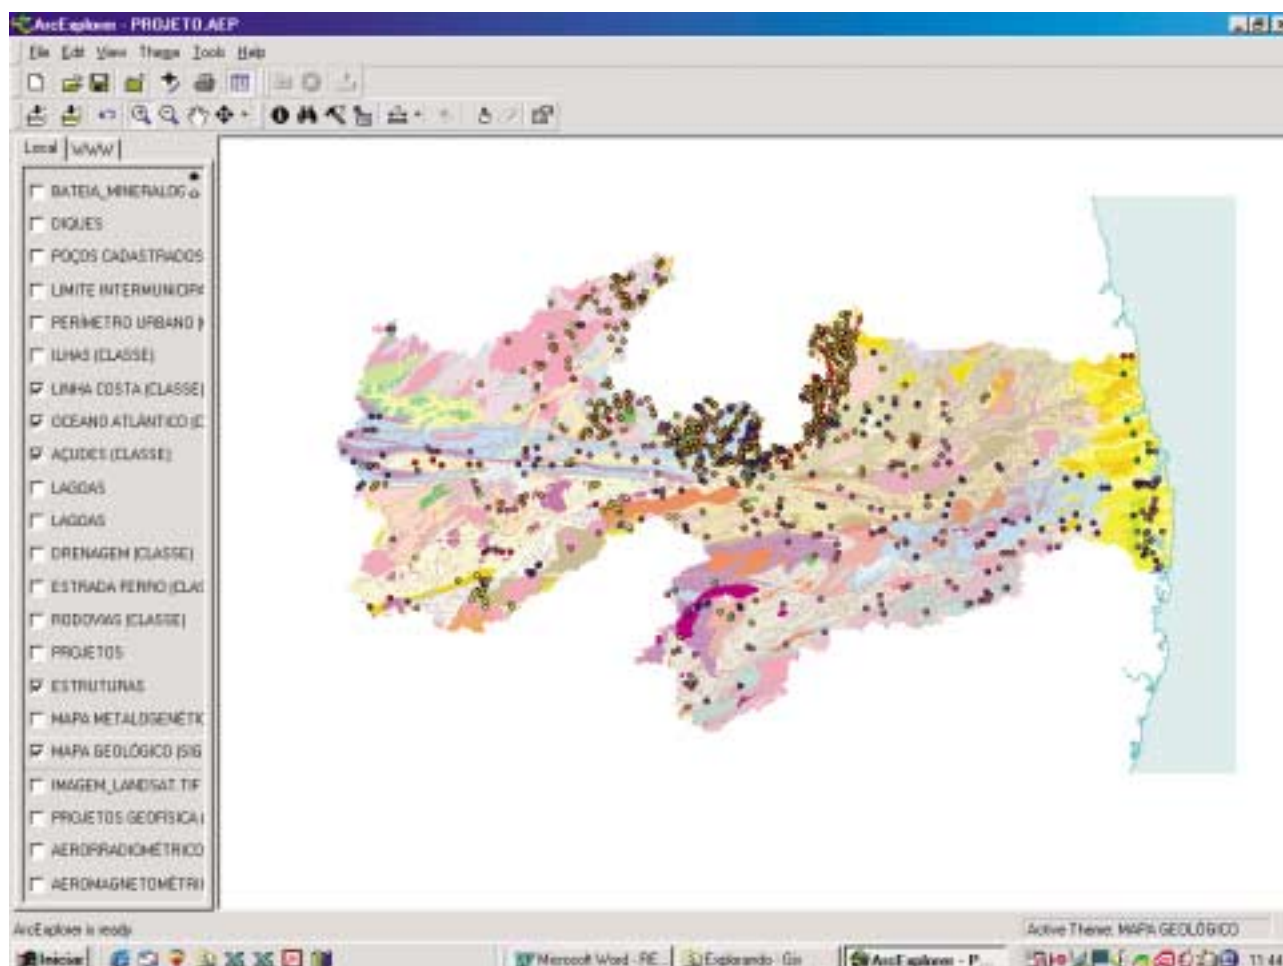 ArcExplorer - PROJETO.AEP
File Edit View Theme Tools Help
Local WWW
BATEIA_MINERALOG
DIQUES
POÇOS CADASTRADOS
LIMITE INTERMUNICIPA
PERÍMETRO URBANO
ILHAS (CLASSE)
LINHA COSTA (CLASSE)
OCEANO ATLÂNTICO (C
AÇUDES (CLASSE)
LAGOAS
LAGOAS
DRENAGEM (CLASSE)
ESTRADA FERRO (CLAS
RODOVIAS (CLASSE)
PROJETOS
ESTRUTURAS
MAPA METALOGENÉTIC
MAPA GEOLÓGICO (SIG
IMAGEM_LANDSAT.TIF
PROJETOS GEOFÍSICA (
AERORRADIOMÉTRICO
AEROMAGNETOMÉTRI
ArcExplorer is ready
Active Theme: MAPA GEOLÓGICO
Iniciar Microsoft Word - RE... Explorando - Gis ArcExplorer - P...